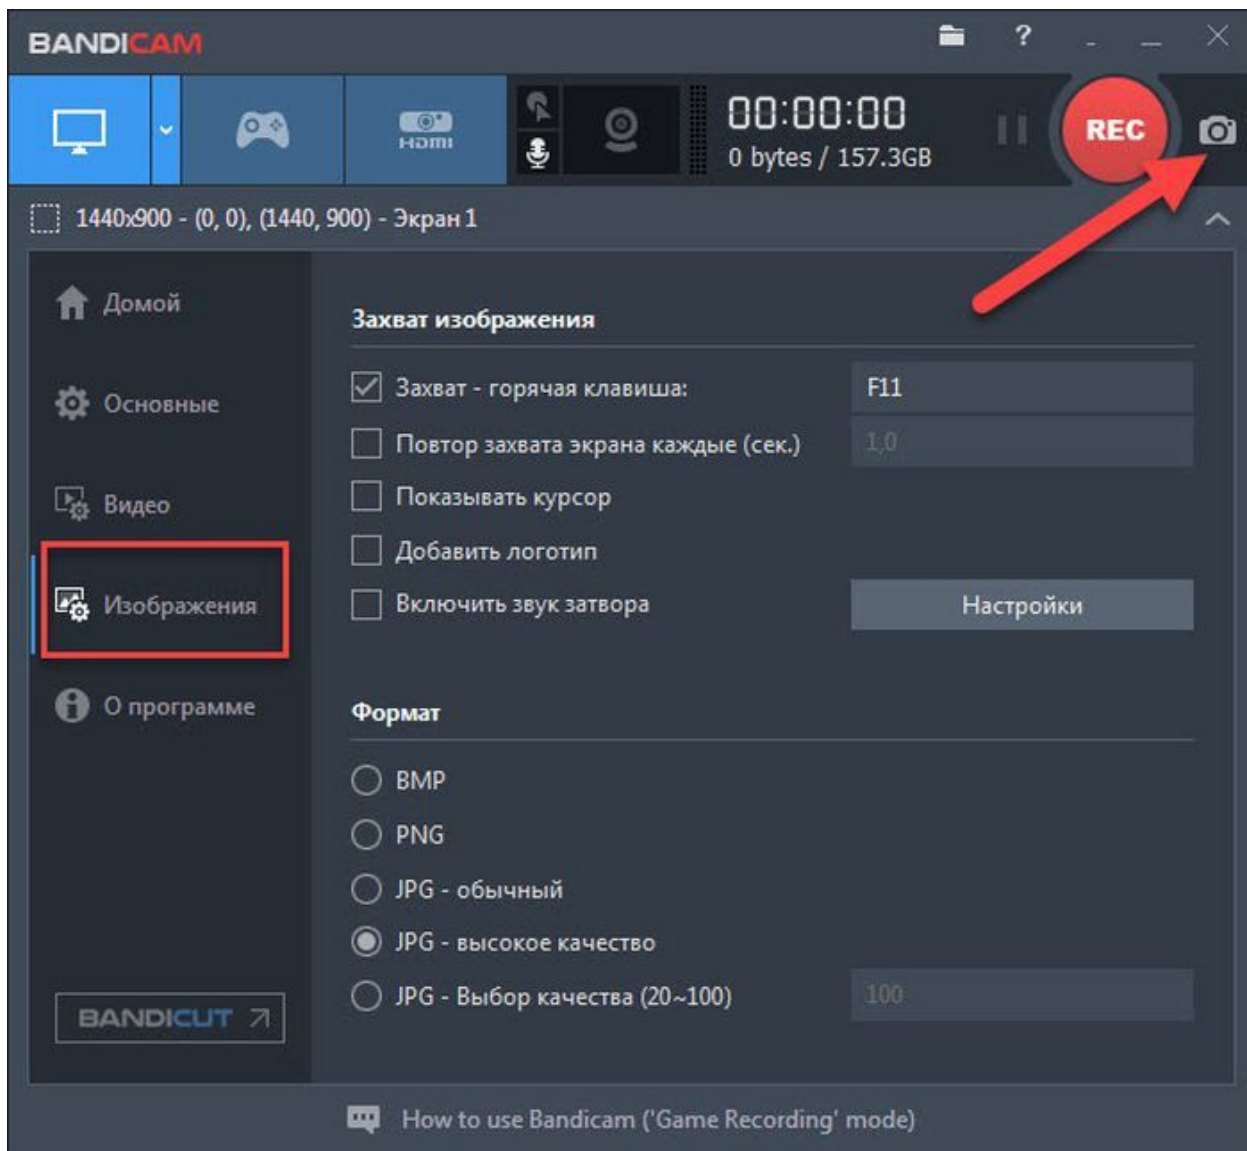 BANDICAM
?
HDMI
00:00:00
0 bytes / 157.3GB
REC
1440x900 - (0, 0), (1440, 900) - Экран 1
Домой
Основные
Видео
Изображения
О программе
BANDICUT
Захват изображения
Захват - горячая клавиша: F11
Повтор захвата экрана каждые (сек.) 1,0
Показывать курсор
Добавить логотип
Включить звук затвора Настройки
Формат
BMP
PNG
JPG - обычный
JPG - высокое качество
JPG - Выбор качества (20~100) 100
How to use Bandicam ('Game Recording' mode)